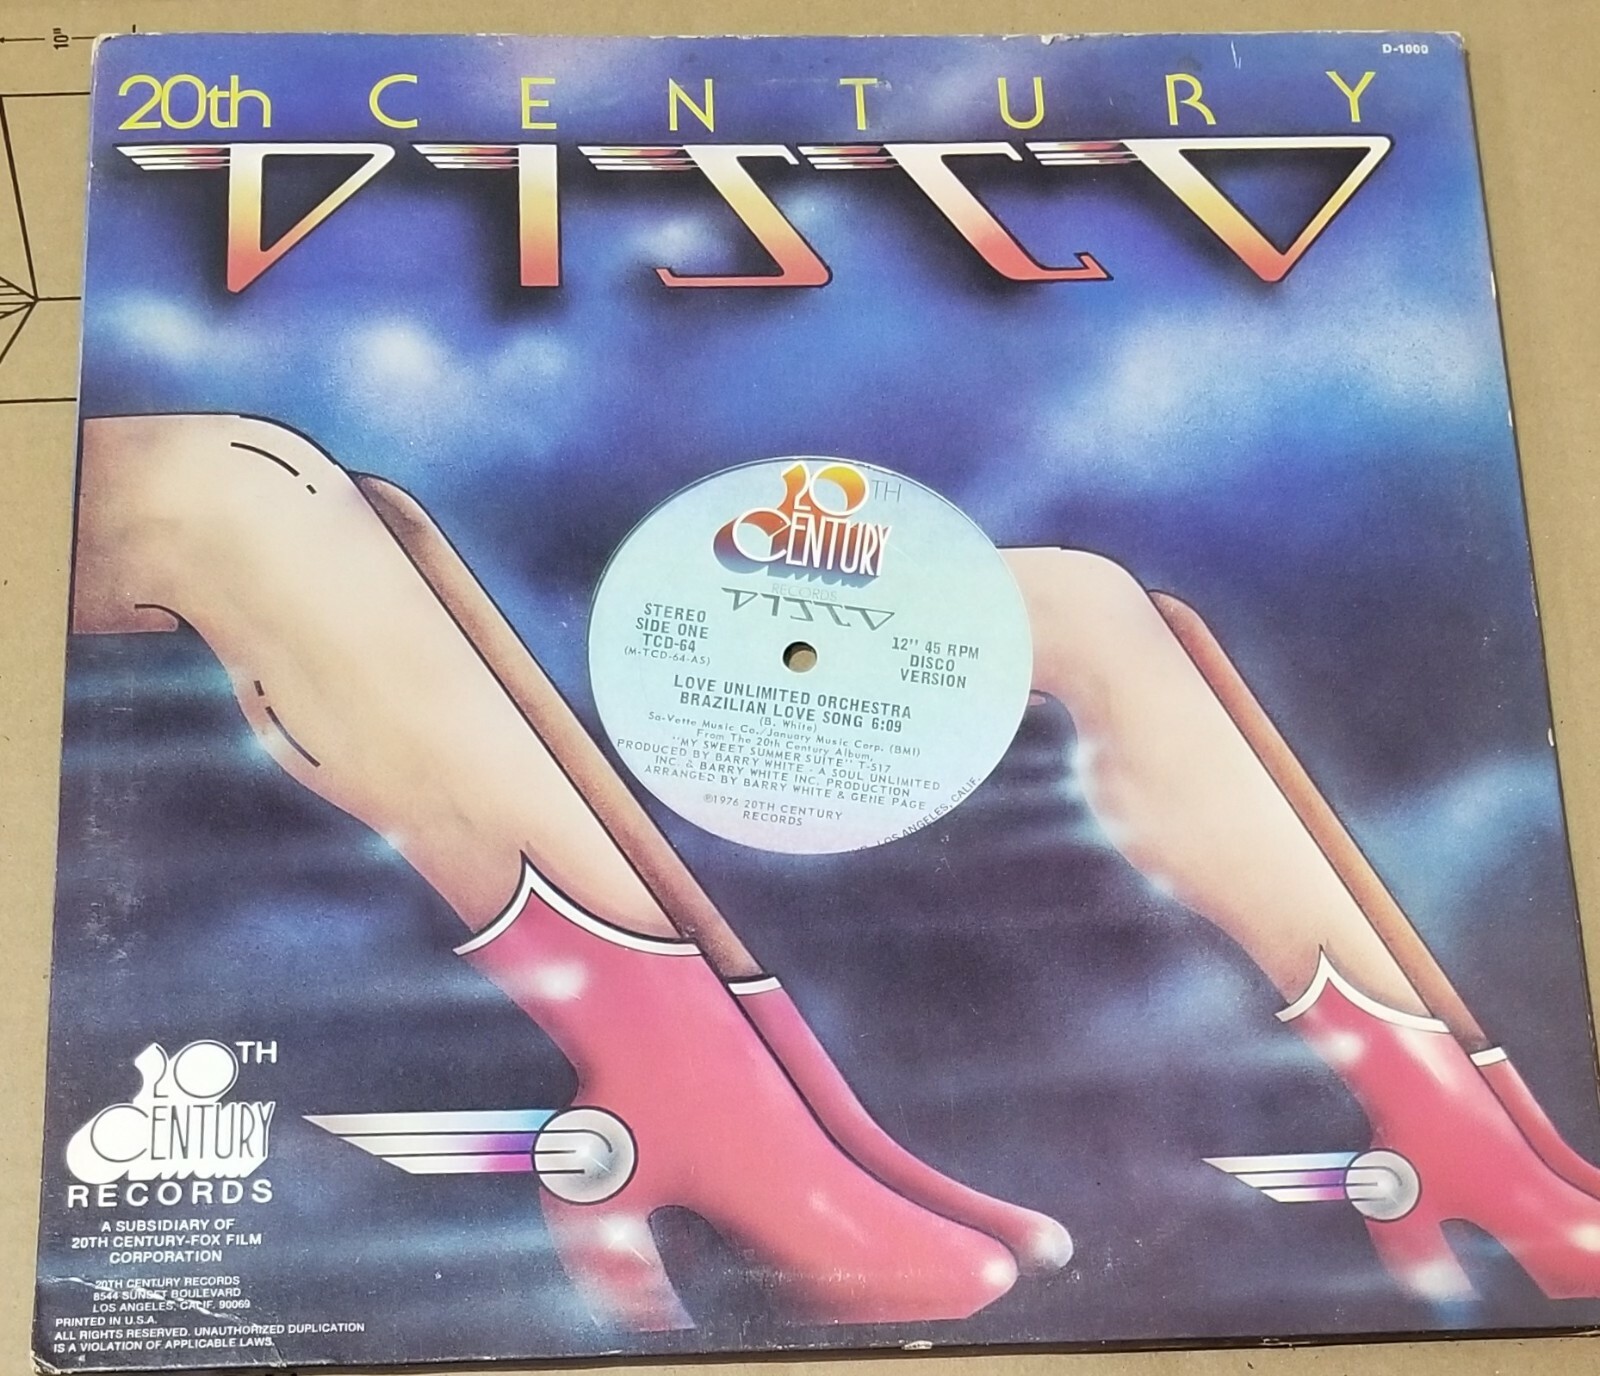 10"
D-1000
20th CENTURY
DISCO
20TH
CENTURY
RECORDS
DISCO
STEREO
SIDE ONE
TCD-64
(M-TCD-64-AS)
12" 45 RPM
DISCO
VERSION
LOVE UNLIMITED ORCHESTRA
BRAZILIAN LOVE SONG 6:09
(B. White)
Sa-Vette Music Co./January Music Corp. (BMI)
From The 20th Century Album,
"MY SWEET SUMMER SUITE" T-517
PRODUCED BY BARRY WHITE - A SOUL UNLIMITED
INC. & BARRY WHITE INC. PRODUCTION
ARRANGED BY BARRY WHITE & GENE PAGE
℗1976 20TH CENTURY
RECORDS
LOS ANGELES, CALIF.
20TH
CENTURY
RECORDS
A SUBSIDIARY OF
20TH CENTURY-FOX FILM
CORPORATION
20TH CENTURY RECORDS
8544 SUNSET BOULEVARD
LOS ANGELES, CALIF. 90069
PRINTED IN U.S.A.
ALL RIGHTS RESERVED. UNAUTHORIZED DUPLICATION
IS A VIOLATION OF APPLICABLE LAWS.